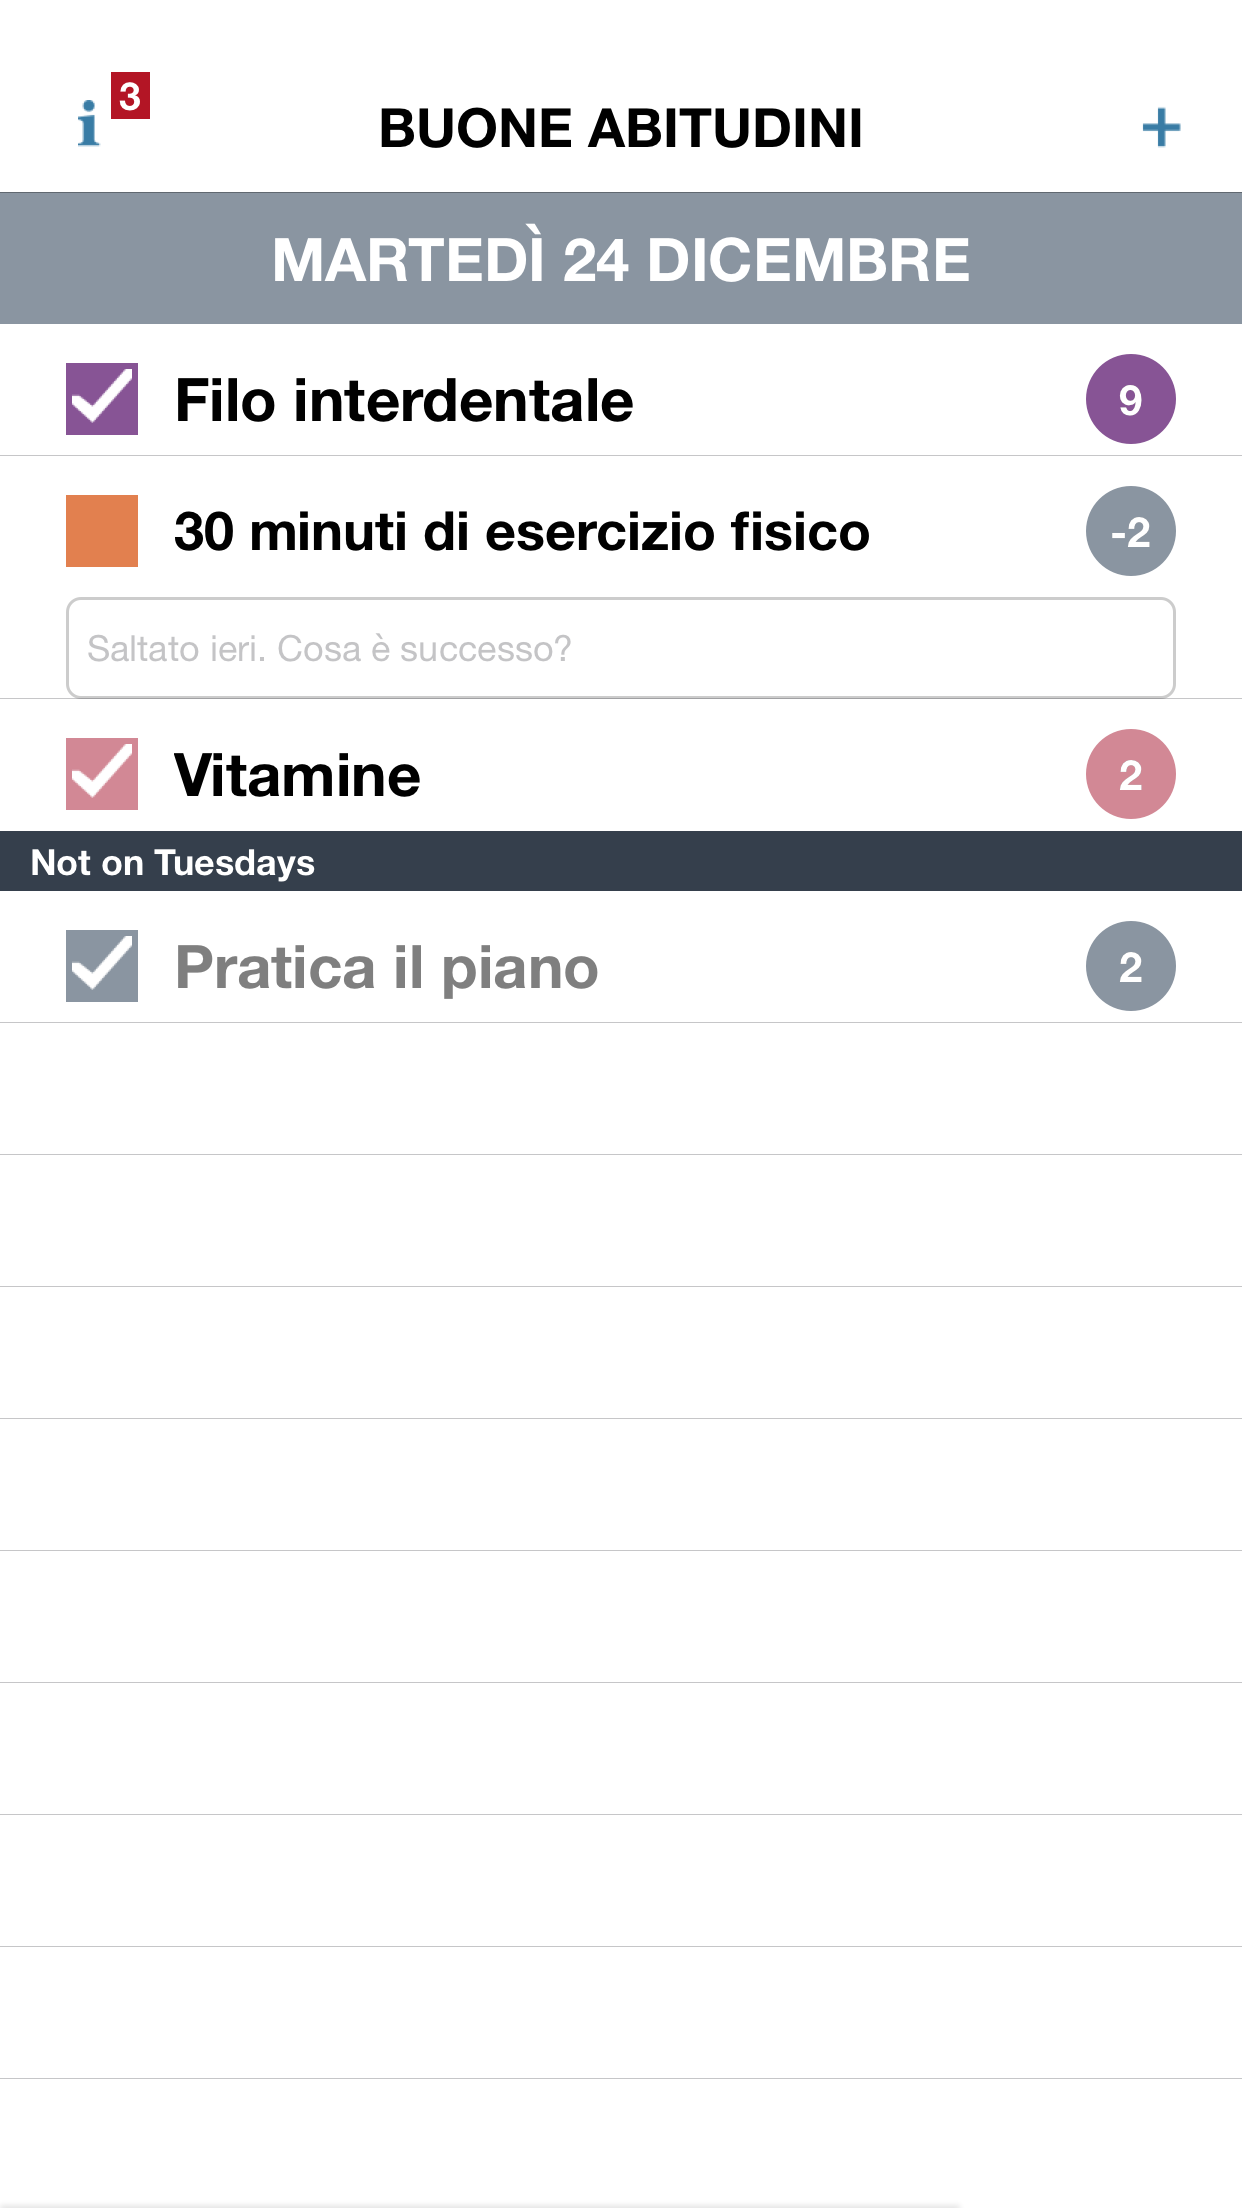 i 3
BUONE ABITUDINI
+
MARTEDÌ 24 DICEMBRE
Filo interdentale 9
30 minuti di esercizio fisico -2
Saltato ieri. Cosa è successo?
Vitamine 2
Not on Tuesdays
Pratica il piano 2